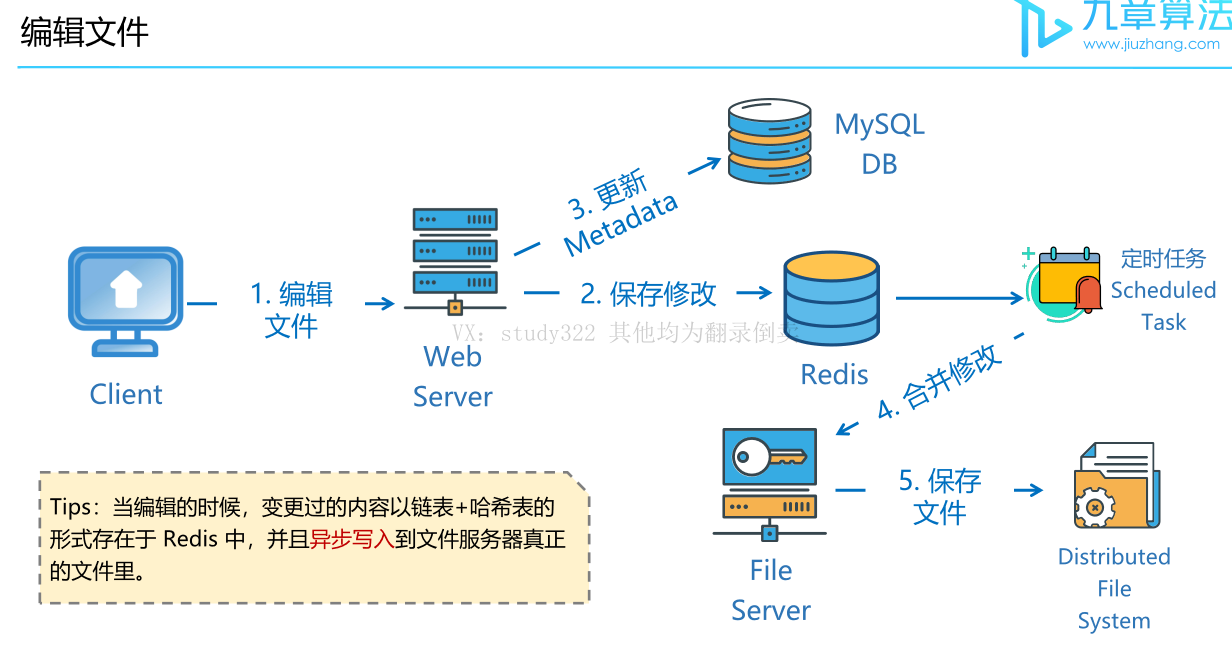 编辑文件
九章算法
www.jiuzhang.com
MySQL
DB
3. 更新
Metadata
1. 编辑
文件
2. 保存修改
定时任务
Scheduled
Task
VX：study322 其他均为翻录倒卖
Client
Web
Server
Redis
4. 合并修改
5. 保存
文件
File
Server
Distributed
File
System
Tips：当编辑的时候，变更过的内容以链表+哈希表的
形式存在于 Redis 中，并且异步写入到文件服务器真正
的文件里。